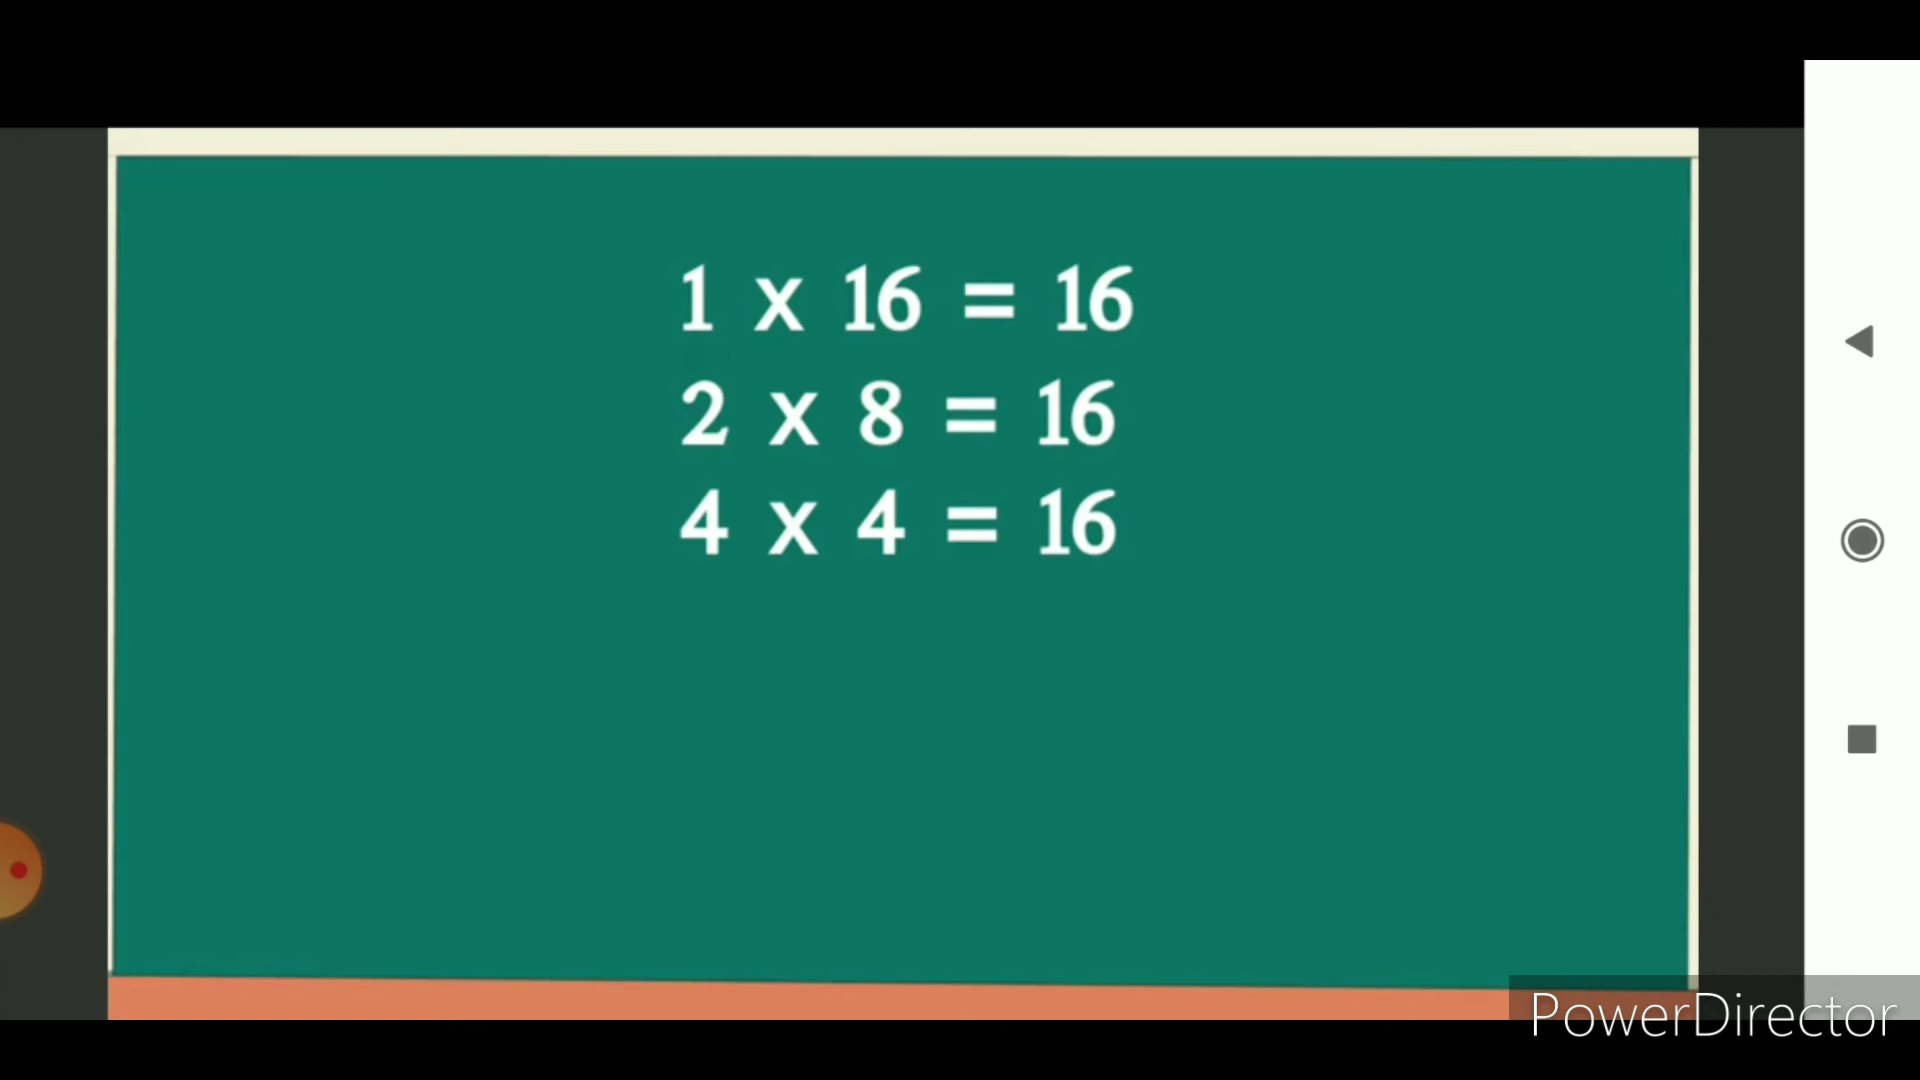 1 x 16 = 16
2 x 8 = 16
4 x 4 = 16
PowerDirector